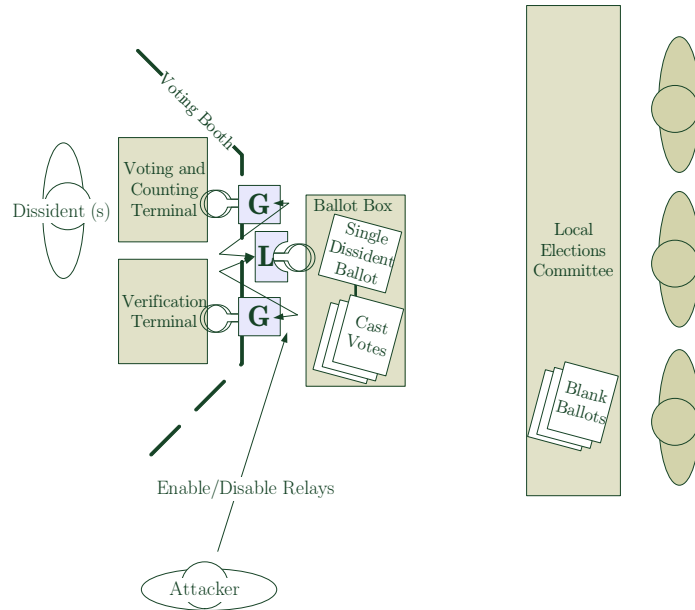 Voting Booth
Voting and
Counting
Terminal
G
Dissident (s)
Ballot Box
Single
Dissident
Ballot
L
Verification
Terminal
G
Cast
Votes
Local
Elections
Committee
Blank
Ballots
Enable/Disable Relays
Attacker